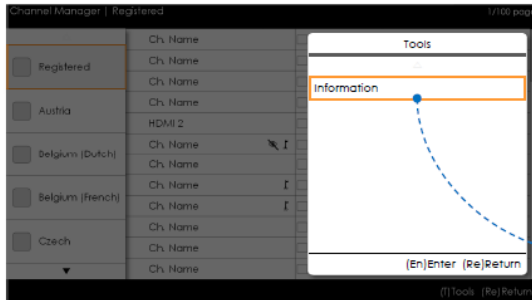 Channel Manager | Registered
1/100 page
Registered
Austria
Belgium (Dutch)
Belgium (French)
Czech
Ch. Name
Ch. Name
Ch. Name
Ch. Name
HDMI 2
Ch. Name
Ch. Name
Ch. Name
Ch. Name
Ch. Name
Ch. Name
Ch. Name
Tools
Information
(En)Enter (Re)Return
(T)Tools (Re)Return